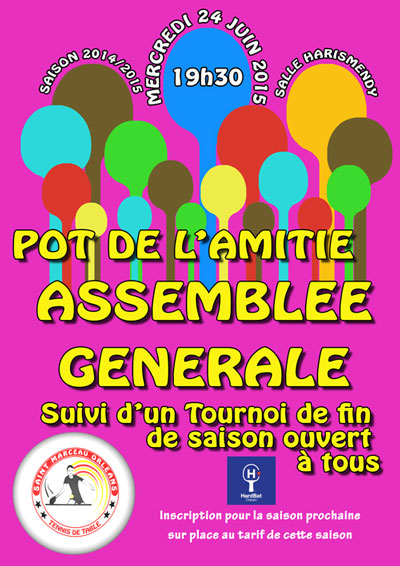 SAISON 2014/2015
MERCREDI 24 JUIN 2015
SALLE HARISMENDY
19h30
POT DE L'AMITIE
ASSEMBLEE
GENERALE
Suivi d'un Tournoi de fin
de saison ouvert
à tous
SAINT MARCEAU ORLEANS
TENNIS DE TABLE
H
HardBat
inscription pour la saison prochaine
sur place au tarif de cette saison